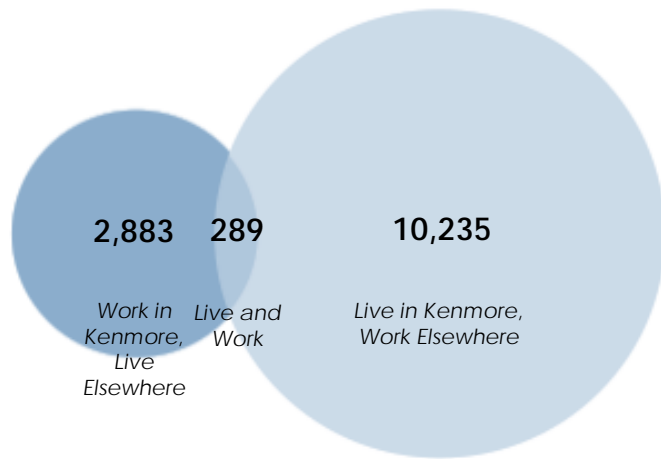 2,883
289
10,235
Work in
Kenmore,
Live
Elsewhere
Live and
Work
Live in Kenmore,
Work Elsewhere